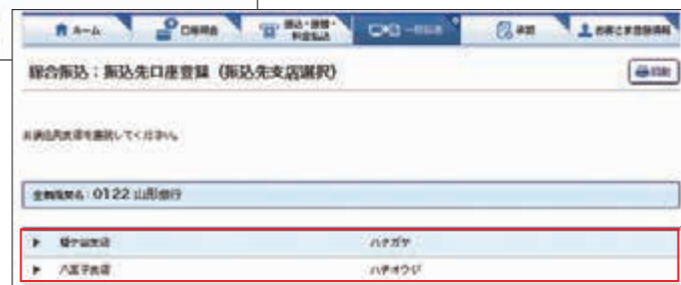 ホーム 口座照会 振込・振替・料金払込 一括伝送 承認 お客さま登録情報
総合振込：振込先口座登録（振込先支店選択）
印刷
お振込先支店を選択してください。
金融機関名：0122 山形銀行
支店
八王子支店 ハチオウジ